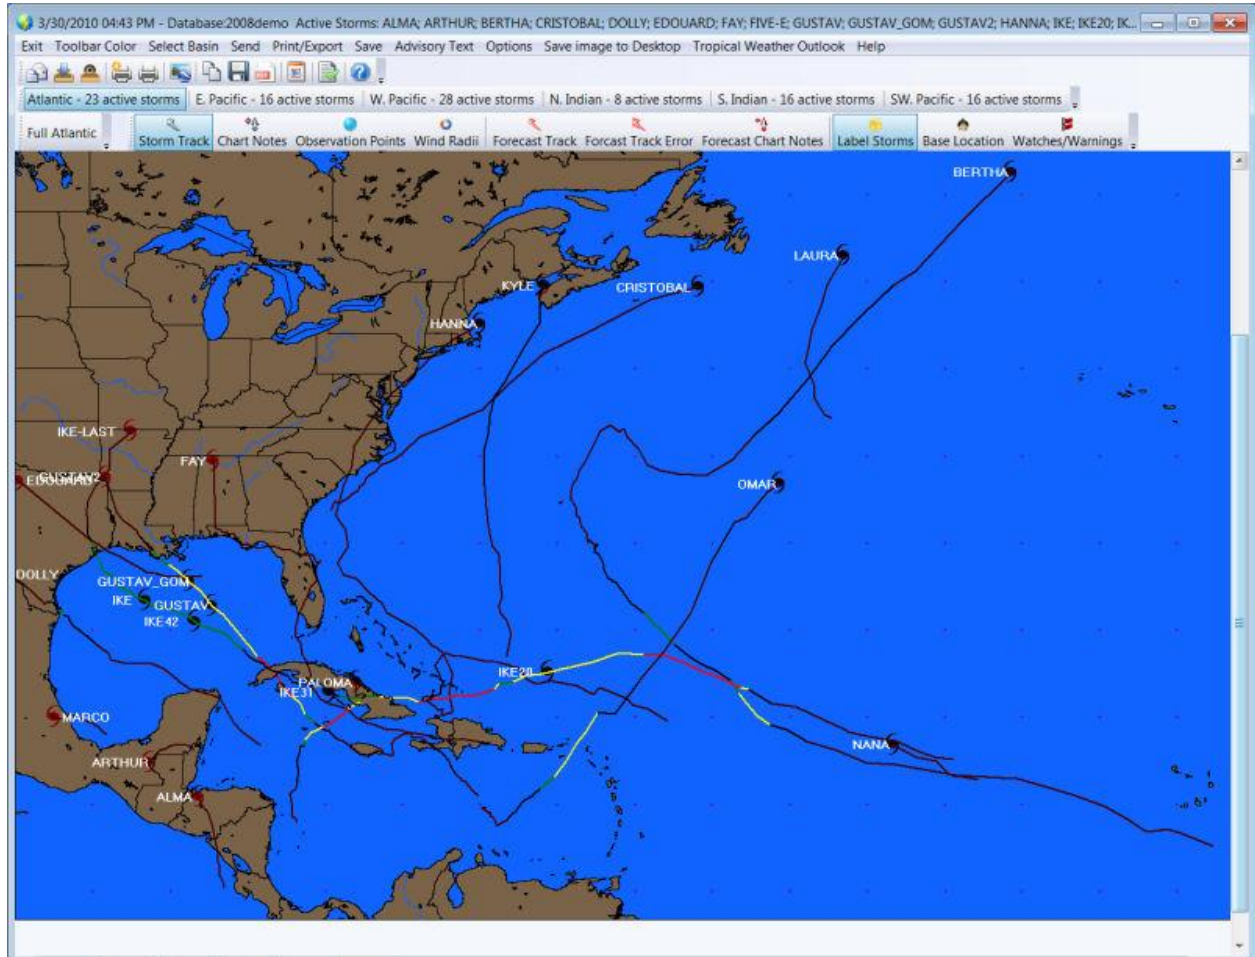 3/30/2010 04:43 PM - Database:2008demo Active Storms: ALMA; ARTHUR; BERTHA; CRISTOBAL; DOLLY; EDOUARD; FAY; FIVE-E; GUSTAV; GUSTAV_GOM; GUSTAV2; HANNA; IKE; IKE20; IK...
Exit Toolbar Color Select Basin Send Print/Export Save Advisory Text Options Save image to Desktop Tropical Weather Outlook Help
Atlantic - 23 active storms E. Pacific - 16 active storms W. Pacific - 28 active storms N. Indian - 8 active storms S. Indian - 16 active storms SW. Pacific - 16 active storms
Full Atlantic Storm Track Chart Notes Observation Points Wind Radii Forecast Track Forcast Track Error Forecast Chart Notes Label Storms Base Location Watches/Warnings
BERTHA
LAURA
KYLE CRISTOBAL
HANNA
IKE-LAST
FAY
GUSTAV2
EDOUARD
OMAR
DOLLY
GUSTAV_GOM
IKE GUSTAV
IKE42
IKE20
PALOMA
IKE31
MARCO
NANA
ARTHUR
ALMA